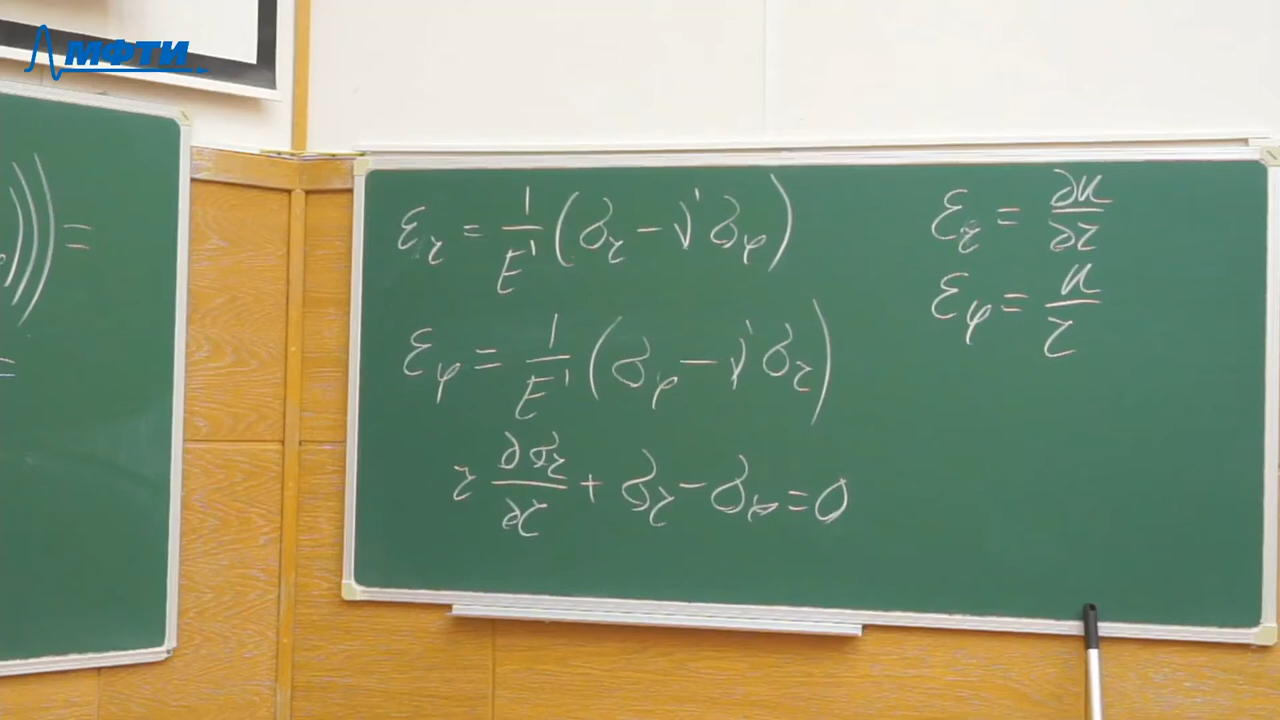 МФТИ
)))=
=
ε_r = 1/E' (σ_r − ν' σ_φ)
ε_φ = 1/E' (σ_φ − ν' σ_r)
r ∂σ_r/∂r + σ_r − σ_φ = 0
ε_r = ∂u/∂r
ε_φ = u/r